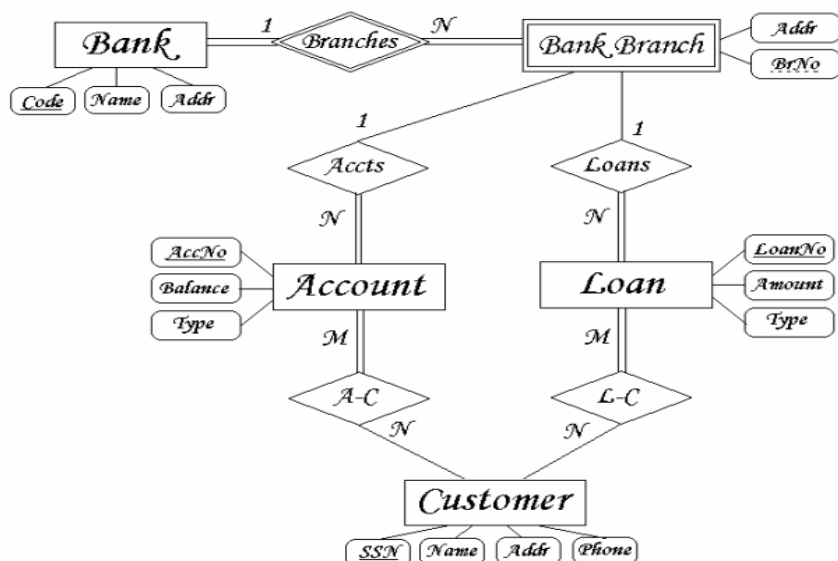 Bank
1
Branches
N
Bank Branch
Addr
BrNo
Code
Name
Addr
1
1
Accts
Loans
N
N
AccNo
Balance
Type
Account
Loan
LoanNo
Amount
Type
M
M
A-C
L-C
N
N
Customer
SSN
Name
Addr
Phone